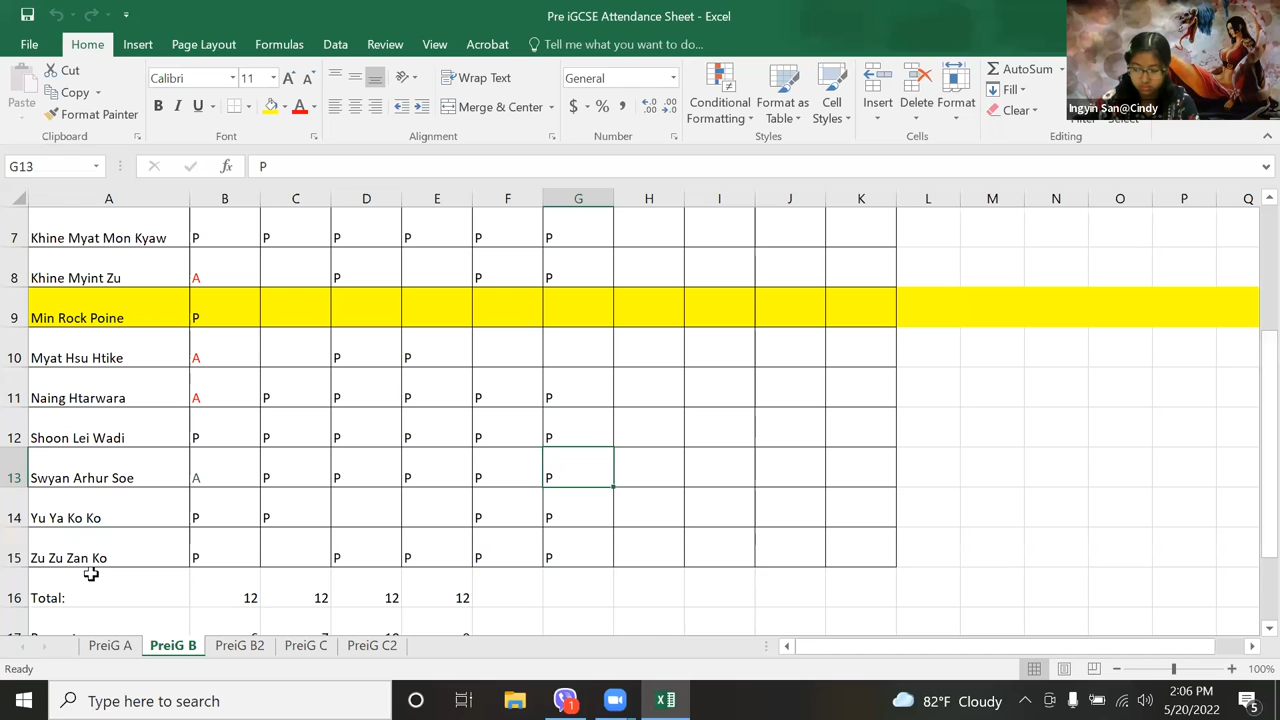 Pre iGCSE Attendance Sheet - Excel
File Home Insert Page Layout Formulas Data Review View Acrobat Tell me what you want to do...
Paste
Cut
Copy
Format Painter
Clipboard
Calibri 11
B I U
Font
Wrap Text
Merge & Center
Alignment
General
$ % ,
Number
Conditional Formatting
Format as Table
Cell Styles
Styles
Insert Delete Format
Cells
AutoSum
Fill
Clear
Editing
Select
Ingyin San@Cindy
G13 fx P
A B C D E F G H I J K L M N O P Q
7 Khine Myat Mon Kyaw P P P P P P
8 Khine Myint Zu A P P P
9 Min Rock Poine P
10 Myat Hsu Htike A P P
11 Naing Htarwara A P P P P P
12 Shoon Lei Wadi P P P P P P
13 Swyan Arhur Soe A P P P P P
14 Yu Ya Ko Ko P P P P
15 Zu Zu Zan Ko P P P P P
16 Total: 12 12 12 12
PreiG A PreiG B PreiG B2 PreiG C PreiG C2
Ready 100%
Type here to search 1 82°F Cloudy 2:06 PM
5/20/2022 5